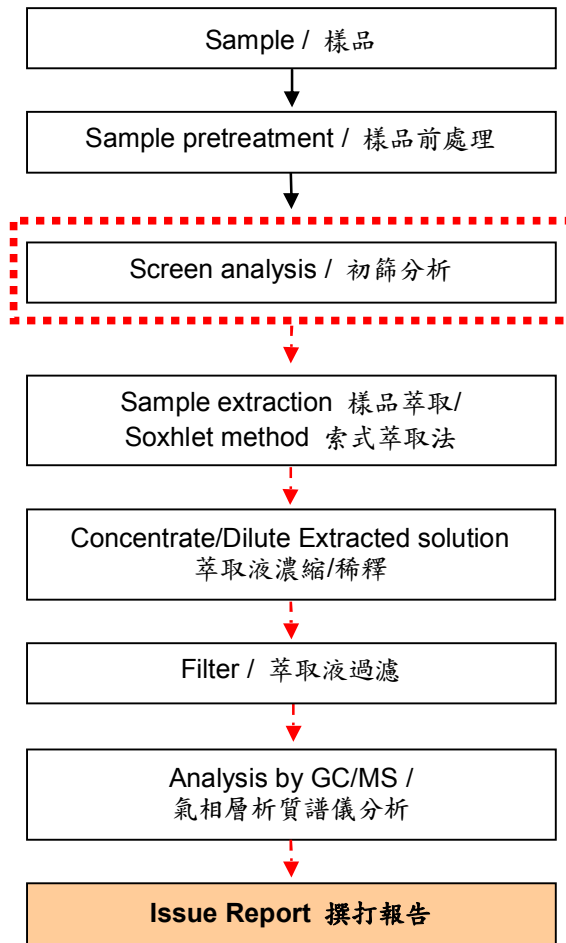 Sample / 樣品
Sample pretreatment / 樣品前處理
Screen analysis / 初篩分析
Sample extraction 樣品萃取/
Soxhlet method 索式萃取法
Concentrate/Dilute Extracted solution
萃取液濃縮/稀釋
Filter / 萃取液過濾
Analysis by GC/MS /
氣相層析質譜儀分析
Issue Report 撰打報告